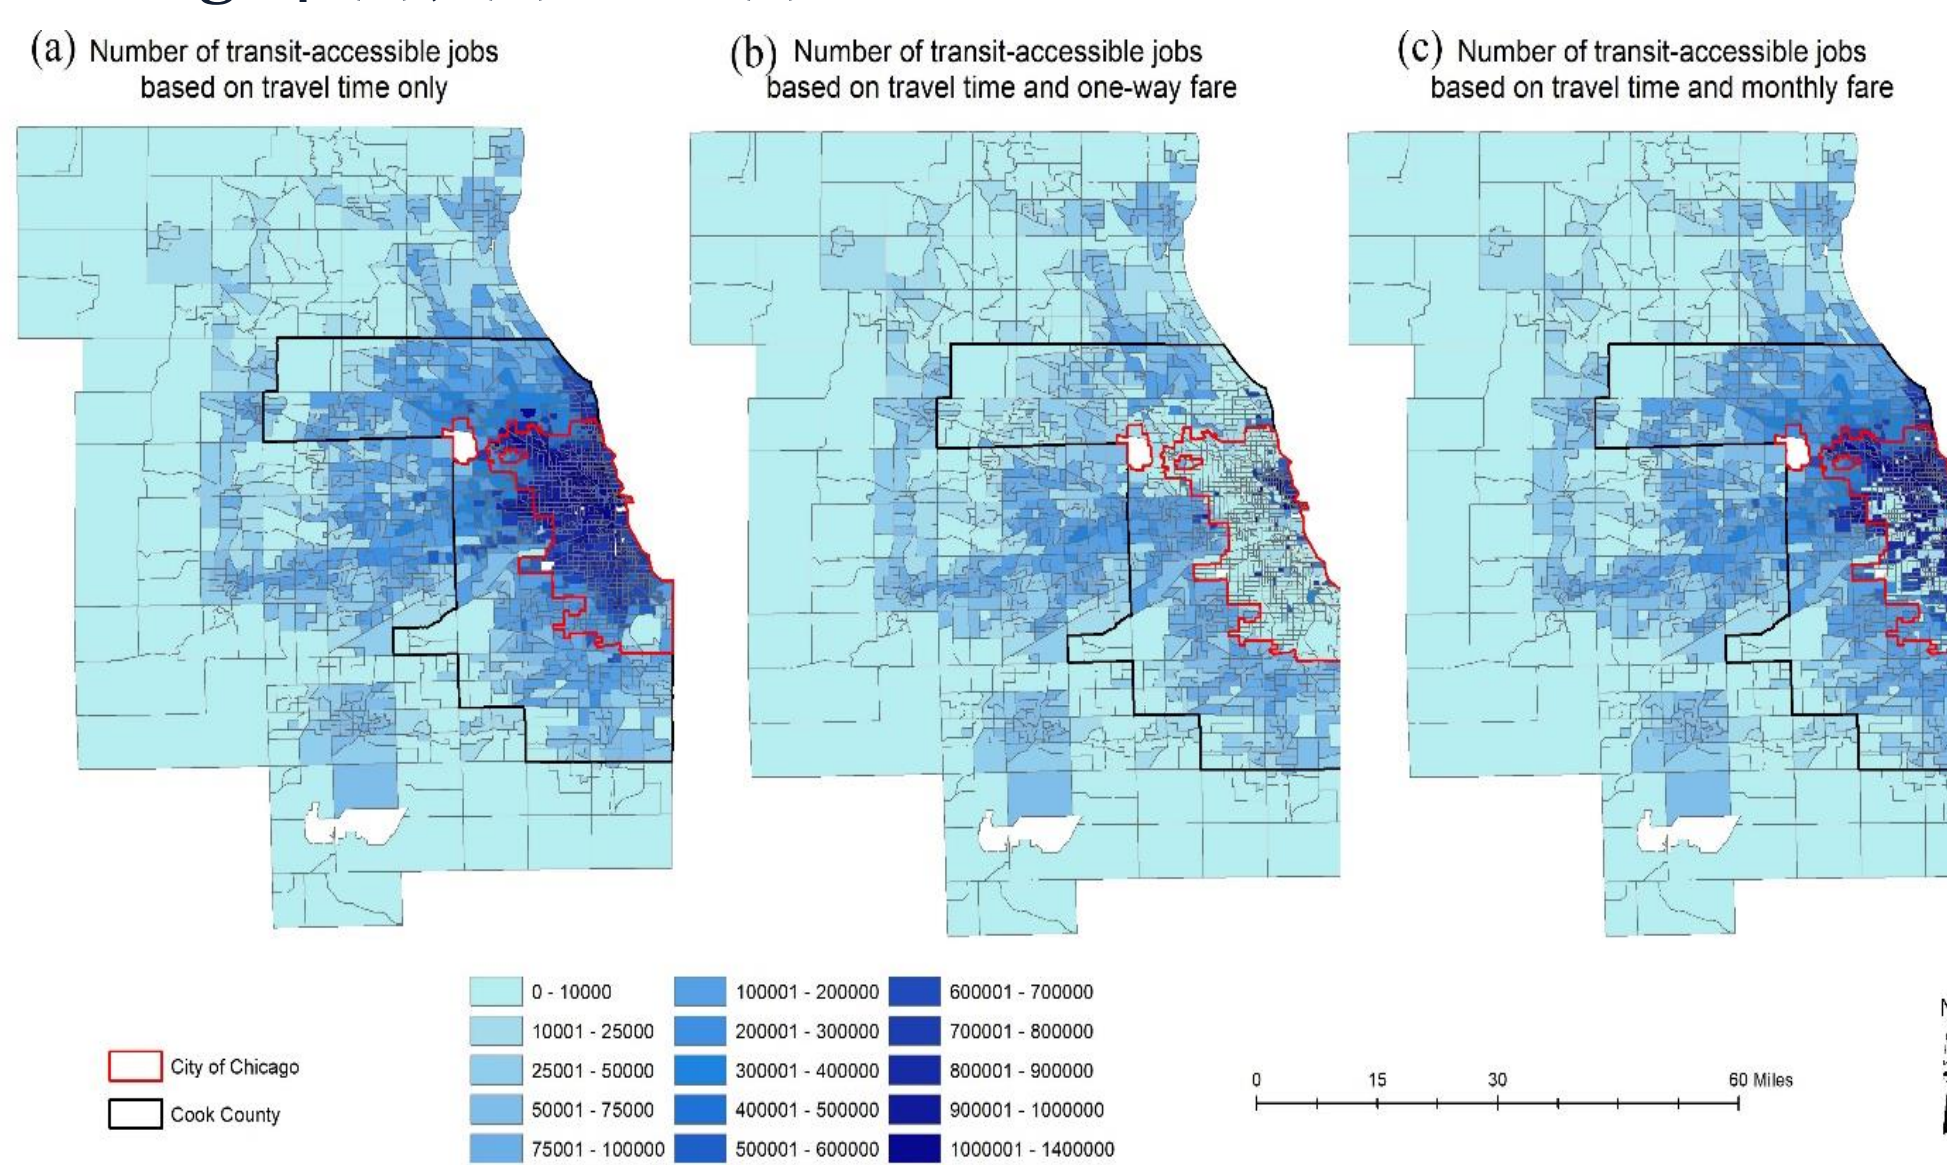 (a) Number of transit-accessible jobs
based on travel time only
(b) Number of transit-accessible jobs
based on travel time and one-way fare
(c) Number of transit-accessible jobs
based on travel time and monthly fare
City of Chicago
Cook County
0 - 10000
10001 - 25000
25001 - 50000
50001 - 75000
75001 - 100000
100001 - 200000
200001 - 300000
300001 - 400000
400001 - 500000
500001 - 600000
600001 - 700000
700001 - 800000
800001 - 900000
900001 - 1000000
1000001 - 1400000
0 15 30 60 Miles